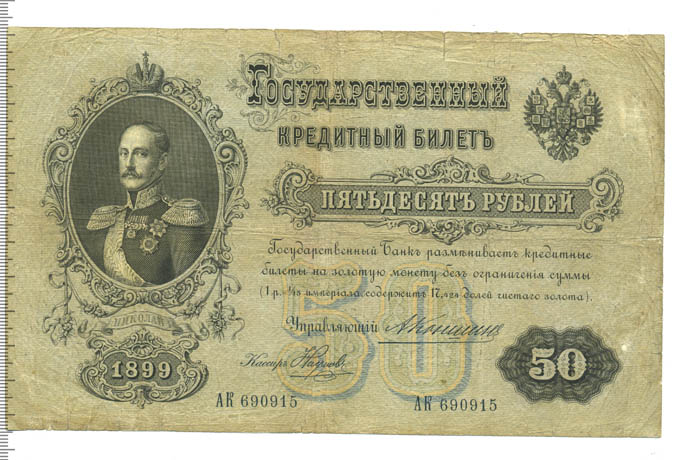 Государственный
кредитный билетъ
ПЯТЬДЕСЯТЪ РУБЛЕЙ
Государственный Банкъ размѣниваетъ кредитные
билеты на золотую монету безъ ограниченія суммы
(1 р. = 1/15 имперіала, содержитъ 17,424 долей чистаго золота).
Управляющій
Кассиръ
НИКОЛАЙ I
1899
50
50
АК 690915
АК 690915